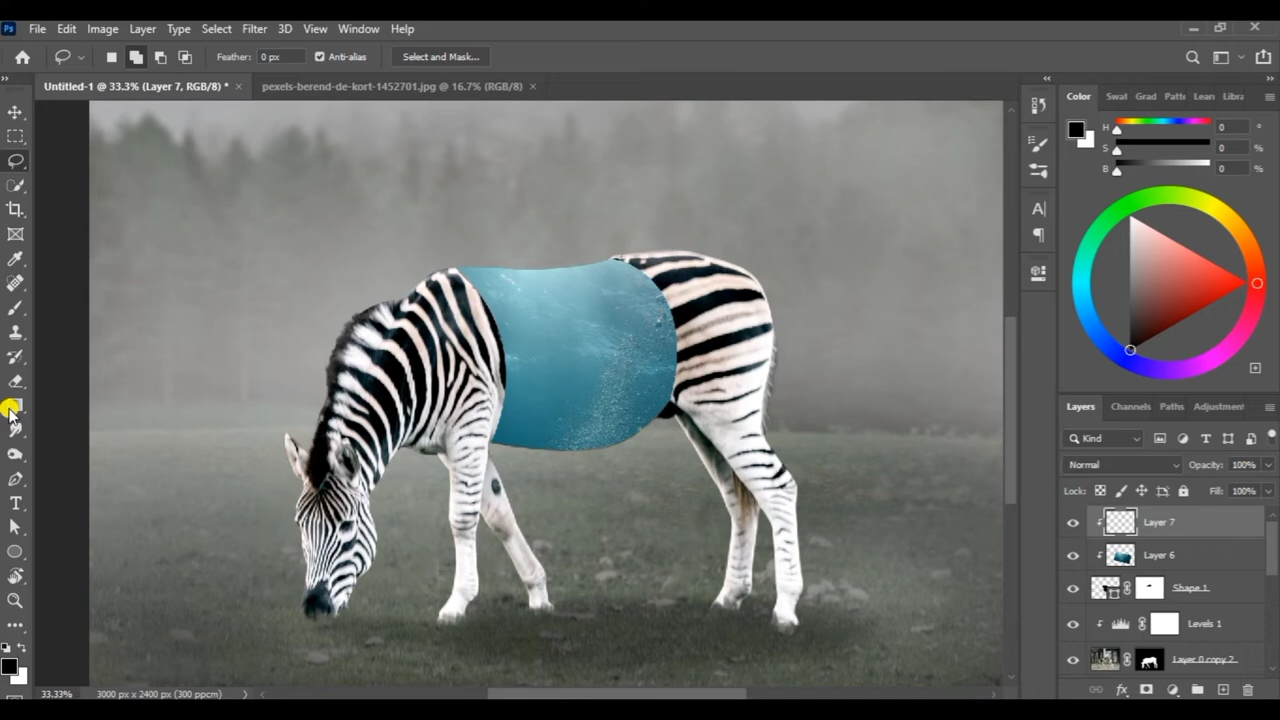 Ps File Edit Image Layer Type Select Filter 3D View Window Help
Feather: 0 px Anti-alias Select and Mask...
Untitled-1 @ 33.3% (Layer 7, RGB/8) * × pexels-berend-de-kort-1452701.jpg @ 16.7% (RGB/8) ×
Color Swat Grad Patt Lean Libra
H 0 °
S 0 %
B 0 %
Layers Channels Paths Adjustment
Kind
Normal Opacity: 100%
Lock: Fill: 100%
Layer 7
Layer 6
Shape 1
Levels 1
Layer 0 copy 2
33.33% 3000 px x 2400 px (300 ppcm)